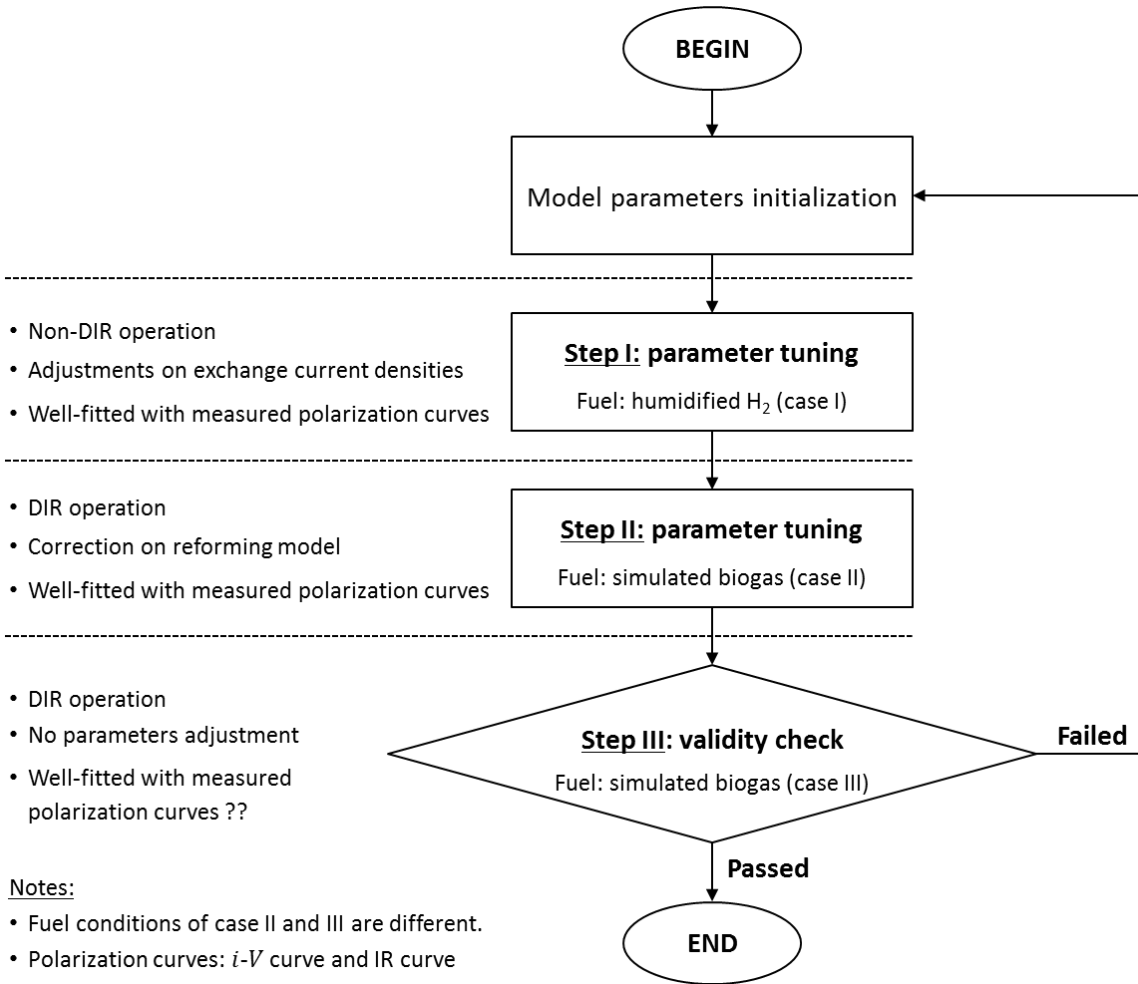 BEGIN
Model parameters initialization
• Non-DIR operation
• Adjustments on exchange current densities
• Well-fitted with measured polarization curves
Step I: parameter tuning
Fuel: humidified H₂ (case I)
• DIR operation
• Correction on reforming model
• Well-fitted with measured polarization curves
Step II: parameter tuning
Fuel: simulated biogas (case II)
• DIR operation
• No parameters adjustment
• Well-fitted with measured
polarization curves ??
Step III: validity check
Fuel: simulated biogas (case III)
Failed
Passed
END
Notes:
• Fuel conditions of case II and III are different.
• Polarization curves: i-V curve and IR curve